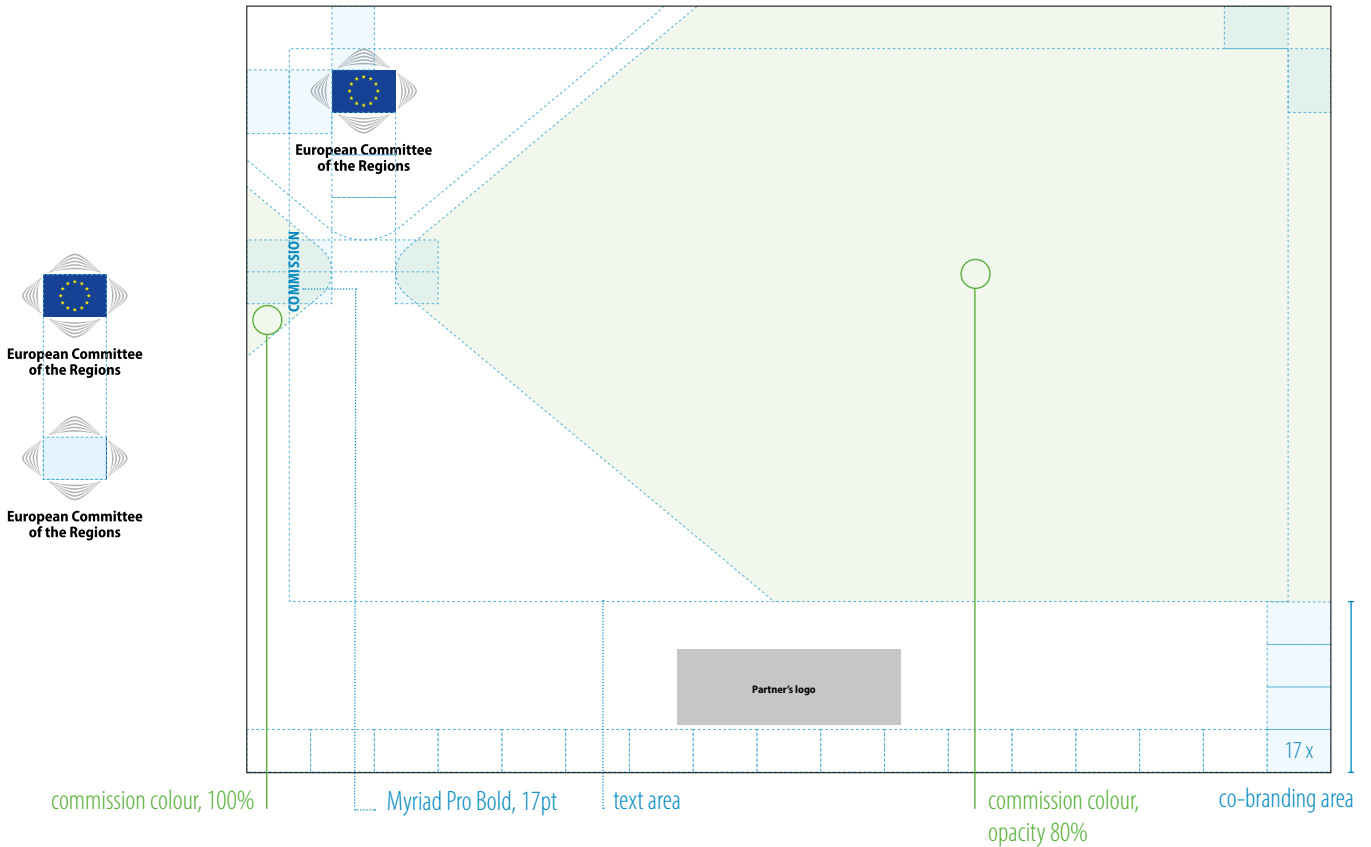 European Committee
of the Regions
COMMISSION
European Committee
of the Regions
European Committee
of the Regions
Partner's logo
17 x
commission colour, 100%
Myriad Pro Bold, 17pt
text area
commission colour,
opacity 80%
co-branding area